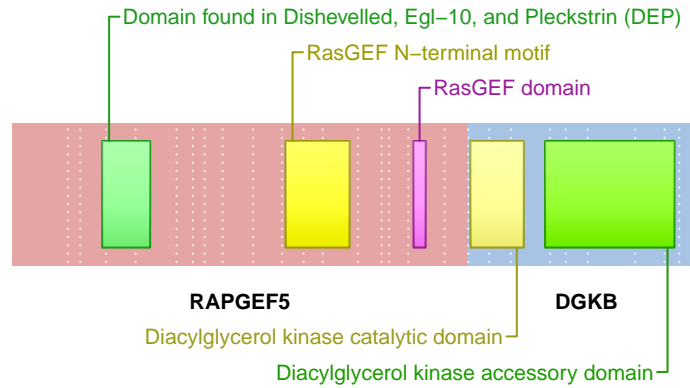 Domain found in Dishevelled, Egl−10, and Pleckstrin (DEP)
RasGEF N−terminal motif
RasGEF domain
RAPGEF5 DGKB
Diacylglycerol kinase catalytic domain
Diacylglycerol kinase accessory domain